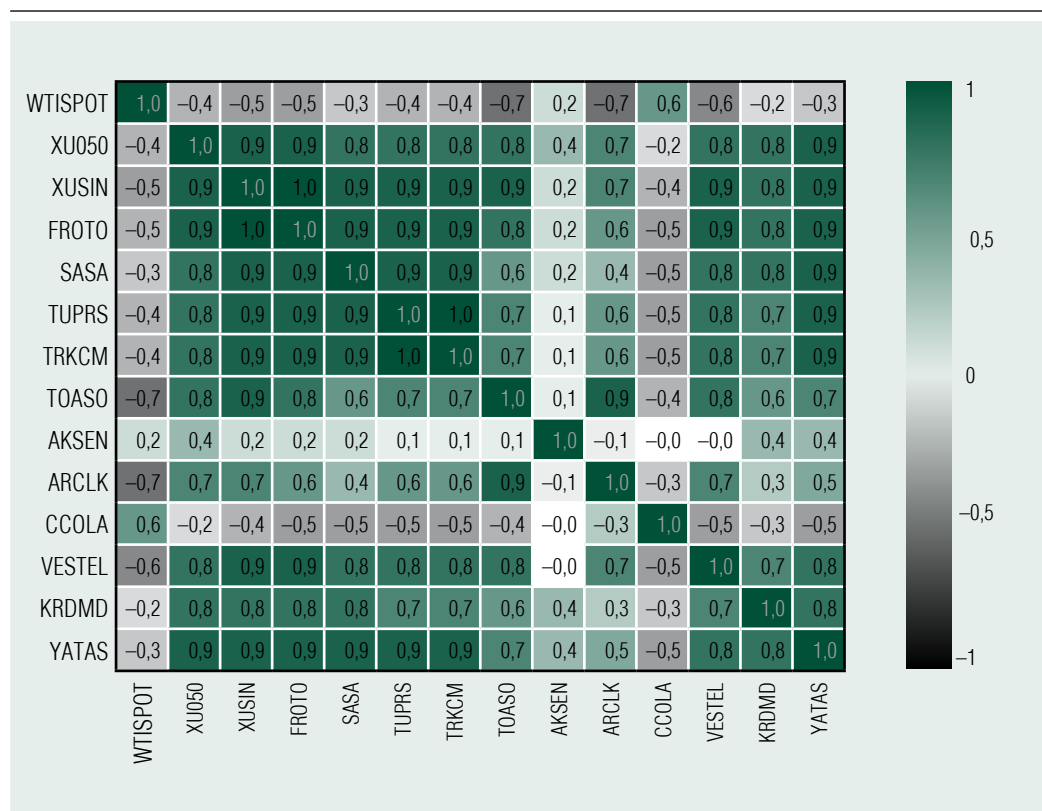 WTISPOT 1,0 −0,4 −0,5 −0,5 −0,3 −0,4 −0,4 −0,7 0,2 −0,7 0,6 −0,6 −0,2 −0,3
XU050 −0,4 1,0 0,9 0,9 0,8 0,8 0,8 0,8 0,4 0,7 −0,2 0,8 0,8 0,9
XUSIN −0,5 0,9 1,0 1,0 0,9 0,9 0,9 0,9 0,2 0,7 −0,4 0,9 0,8 0,9
FROTO −0,5 0,9 1,0 1,0 0,9 0,9 0,9 0,8 0,2 0,6 −0,5 0,9 0,8 0,9
SASA −0,3 0,8 0,9 0,9 1,0 0,9 0,9 0,6 0,2 0,4 −0,5 0,8 0,8 0,9
TUPRS −0,4 0,8 0,9 0,9 0,9 1,0 1,0 0,7 0,1 0,6 −0,5 0,8 0,7 0,9
TRKCM −0,4 0,8 0,9 0,9 0,9 1,0 1,0 0,7 0,1 0,6 −0,5 0,8 0,7 0,9
TOASO −0,7 0,8 0,9 0,8 0,6 0,7 0,7 1,0 0,1 0,9 −0,4 0,8 0,6 0,7
AKSEN 0,2 0,4 0,2 0,2 0,2 0,1 0,1 0,1 1,0 −0,1 −0,0 −0,0 0,4 0,4
ARCLK −0,7 0,7 0,7 0,6 0,4 0,6 0,6 0,9 −0,1 1,0 −0,3 0,7 0,3 0,5
CCOLA 0,6 −0,2 −0,4 −0,5 −0,5 −0,5 −0,5 −0,4 −0,0 −0,3 1,0 −0,5 −0,3 −0,5
VESTEL −0,6 0,8 0,9 0,9 0,8 0,8 0,8 0,8 −0,0 0,7 −0,5 1,0 0,7 0,8
KRDMD −0,2 0,8 0,8 0,8 0,8 0,7 0,7 0,6 0,4 0,3 −0,3 0,7 1,0 0,8
YATAS −0,3 0,9 0,9 0,9 0,9 0,9 0,9 0,7 0,4 0,5 −0,5 0,8 0,8 1,0
WTISPOT XU050 XUSIN FROTO SASA TUPRS TRKCM TOASO AKSEN ARCLK CCOLA VESTEL KRDMD YATAS
1
0,5
0
−0,5
−1